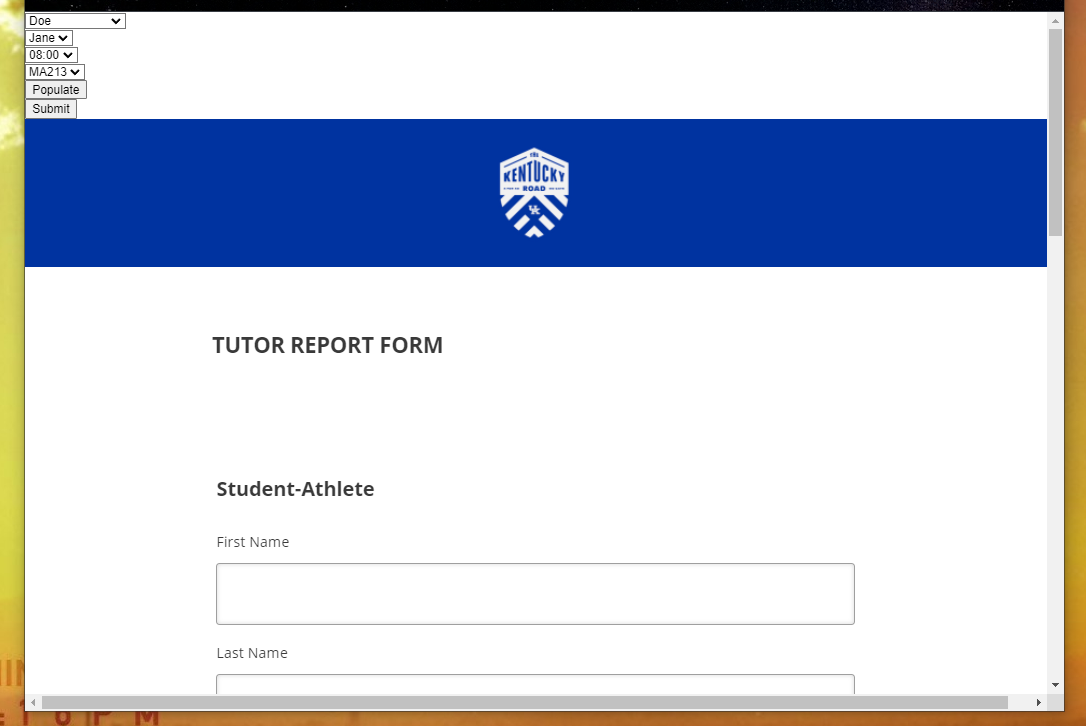 Doe
Jane
08:00
MA213
Populate
Submit
THE
KENTUCKY
ROAD
UK
TUTOR REPORT FORM
Student-Athlete
First Name
Last Name